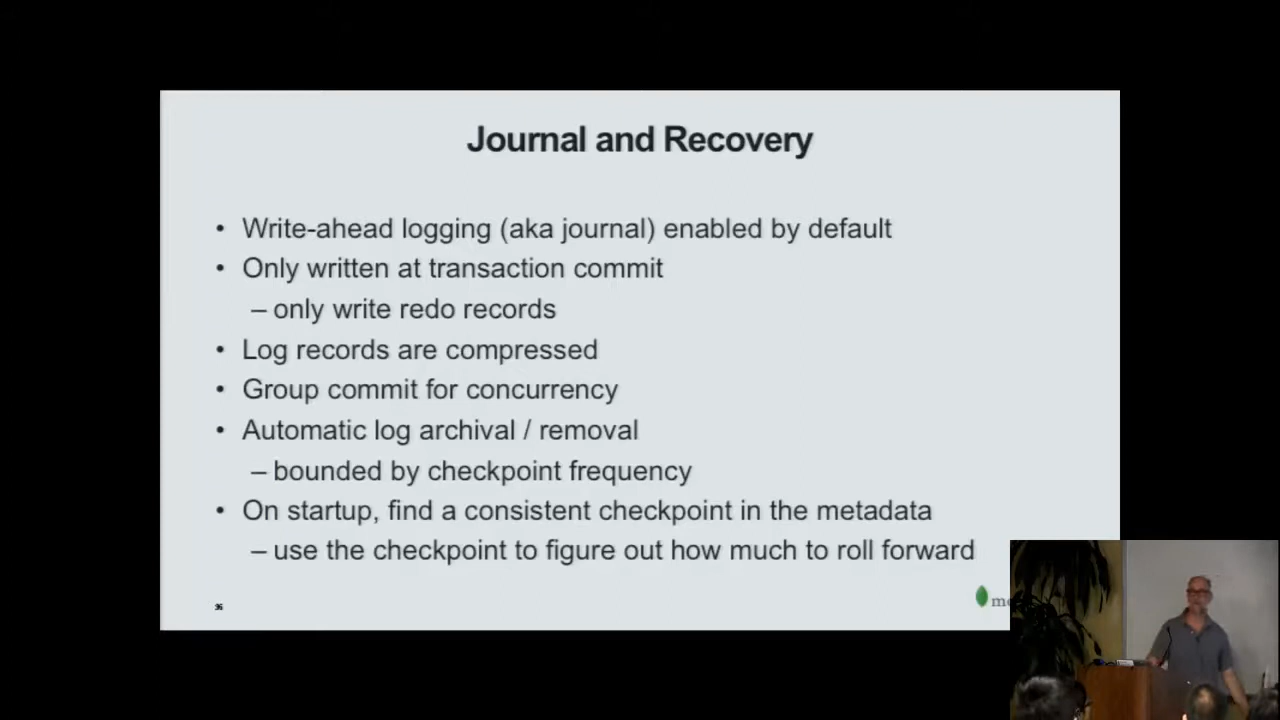 Journal and Recovery
• Write-ahead logging (aka journal) enabled by default
• Only written at transaction commit
– only write redo records
• Log records are compressed
• Group commit for concurrency
• Automatic log archival / removal
– bounded by checkpoint frequency
• On startup, find a consistent checkpoint in the metadata
– use the checkpoint to figure out how much to roll forward